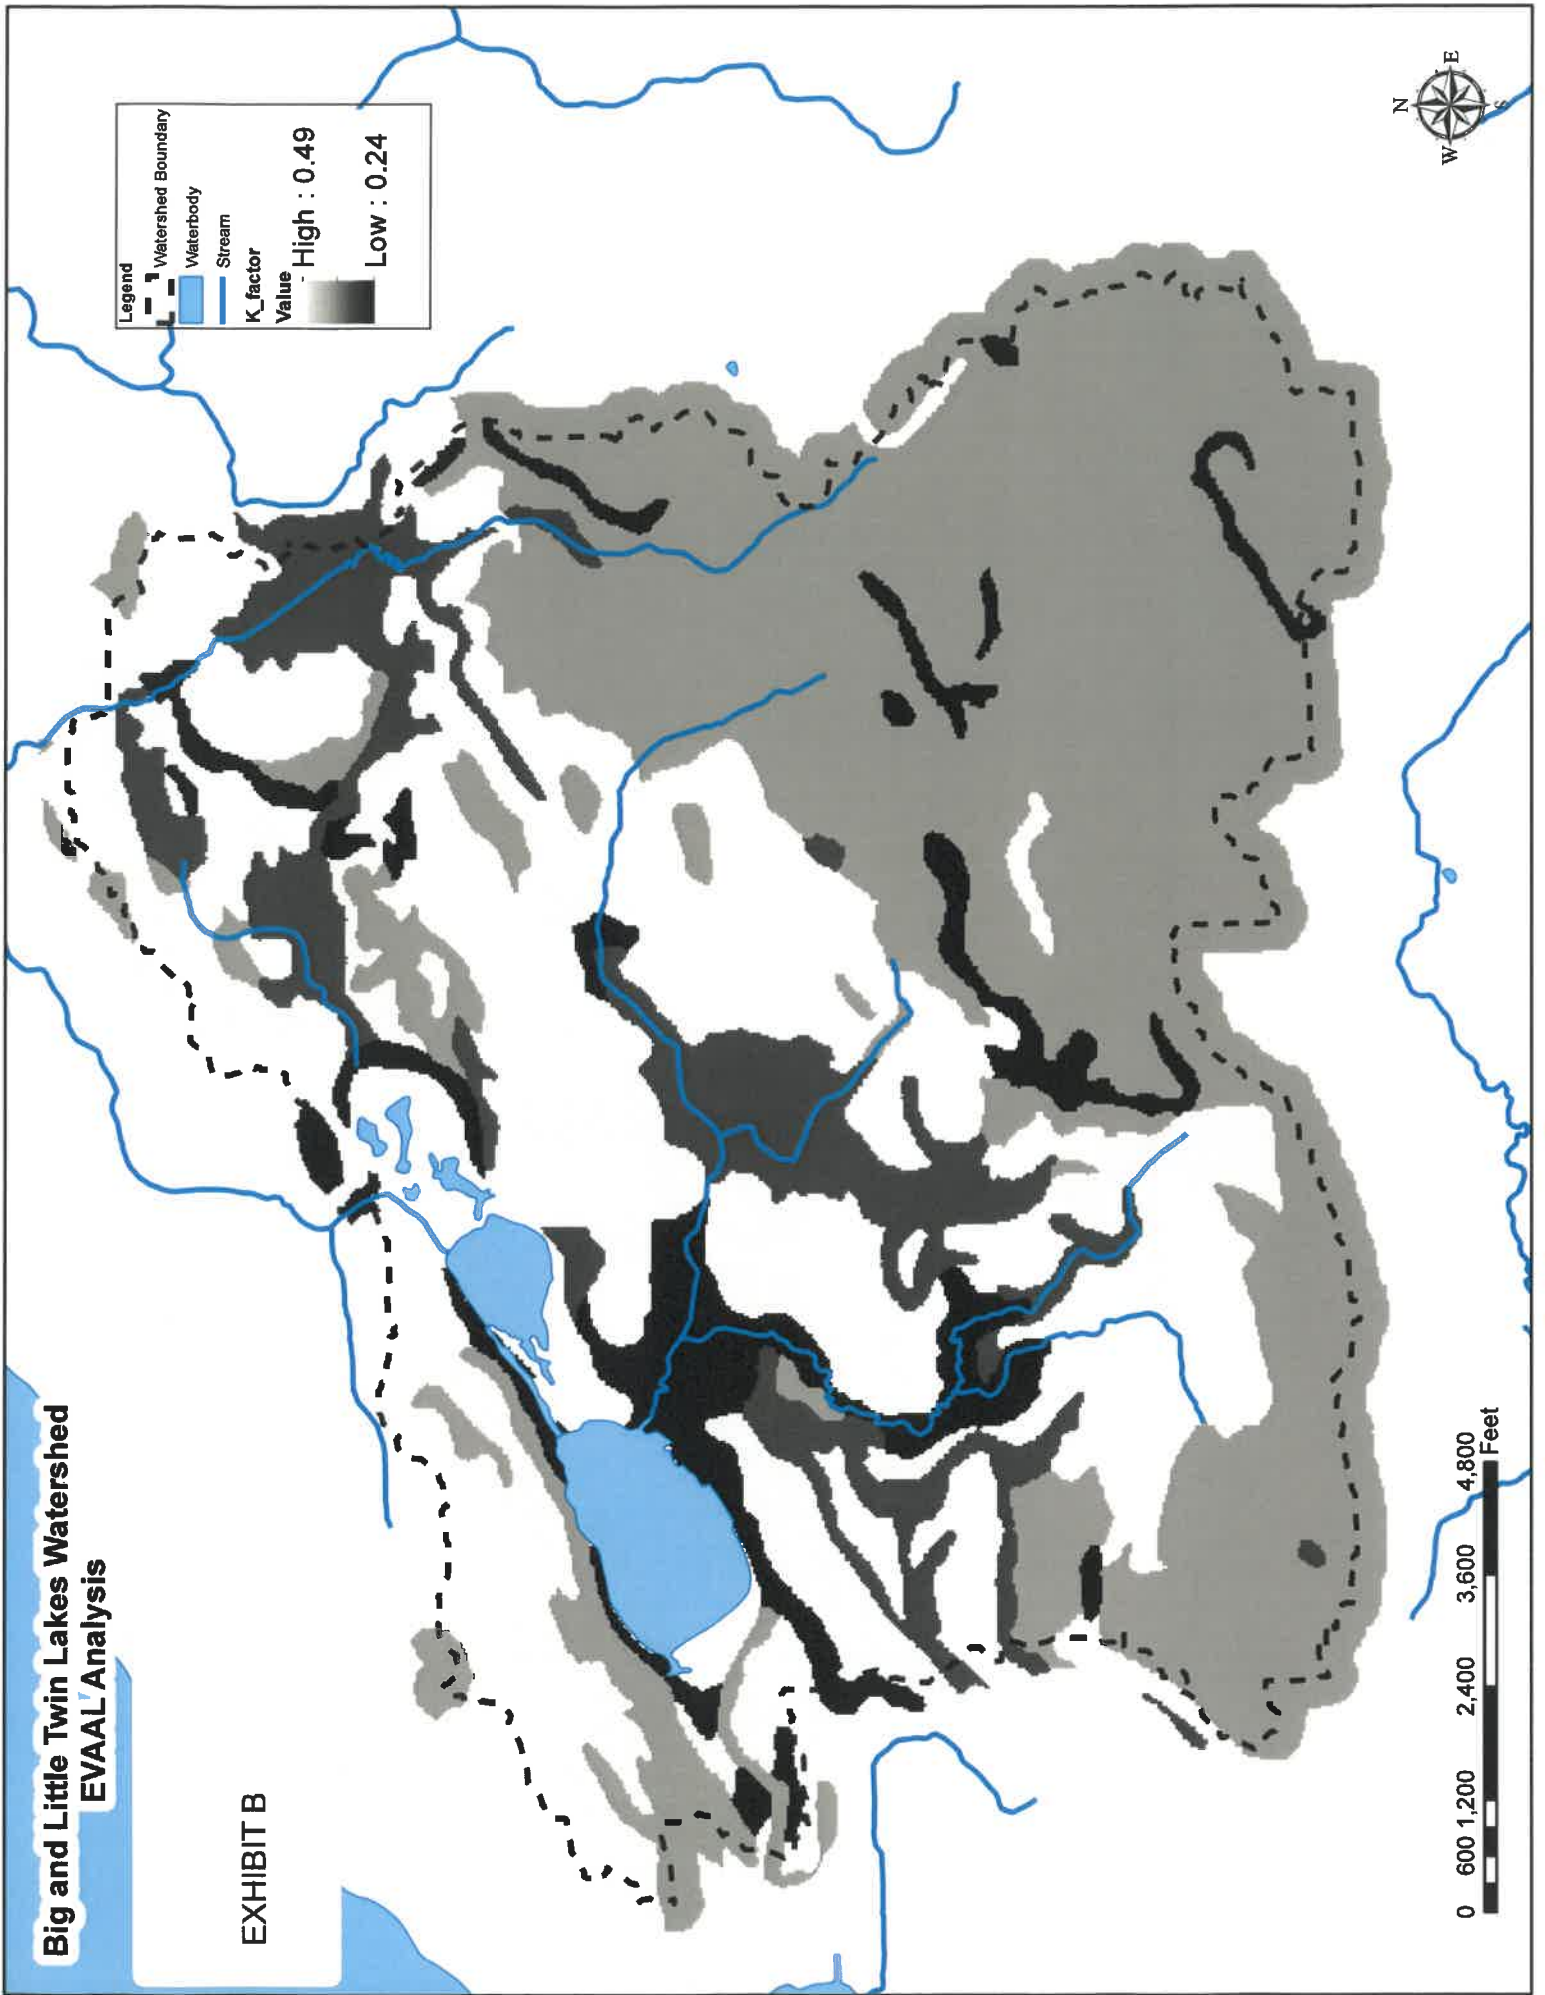 Big and Little Twin Lakes Watershed
EVAAL Analysis
EXHIBIT B
Legend
Watershed Boundary
Waterbody
Stream
K_factor
Value
High : 0.49
Low : 0.24
0 600 1,200 2,400 3,600 4,800
Feet
N
W E
S